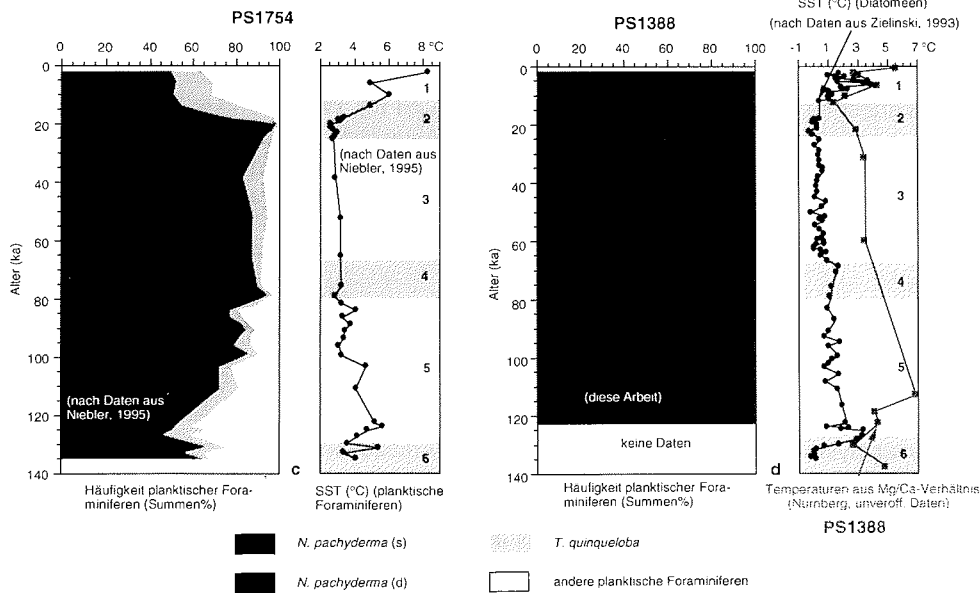 PS1754
Häufigkeit planktischer Fora-
miniferen (Summen%)
0 20 40 60 80 100
Alter (ka)
0
20
40
60
80
100
120
140
(nach Daten aus
Niebler, 1995)
2 4 6 8 °C
1
2
(nach Daten aus
Niebler, 1995)
3
4
5
6
c
SST (°C) (planktische
Foraminiferen)
PS1388
0 20 40 60 80 100
Alter (ka)
0
20
40
60
80
100
120
140
(diese Arbeit)
keine Daten
Häufigkeit planktischer Fora-
miniferen (Summen%)
SST (°C) (Diatomeen)
(nach Daten aus Zielinski, 1993)
-1 1 3 5 7 °C
1
2
3
4
5
6
d
Temperaturen aus Mg/Ca-Verhältnis
(Nürnberg, unveröff. Daten)
PS1388
N. pachyderma (s)
T. quinqueloba
N. pachyderma (d)
andere planktische Foraminiferen